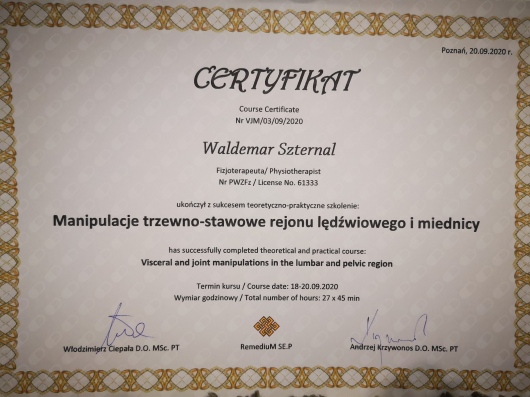 Poznań, 20.09.2020 r.
CERTYFIKAT
Course Certificate
Nr VJM/03/09/2020
Waldemar Szternal
Fizjoterapeuta/ Physiotherapist
Nr PWZFz / License No. 61333
ukończył z sukcesem teoretyczno-praktyczne szkolenie:
Manipulacje trzewno-stawowe rejonu lędźwiowego i miednicy
has successfully completed theoretical and practical course:
Visceral and joint manipulations in the lumbar and pelvic region
Termin kursu / Course date: 18-20.09.2020
Wymiar godzinowy / Total number of hours: 27 x 45 min
Włodzimierz Ciepała D.O. MSc. PT
RemediuM SE.P
Andrzej Krzywonos D.O. MSc. PT